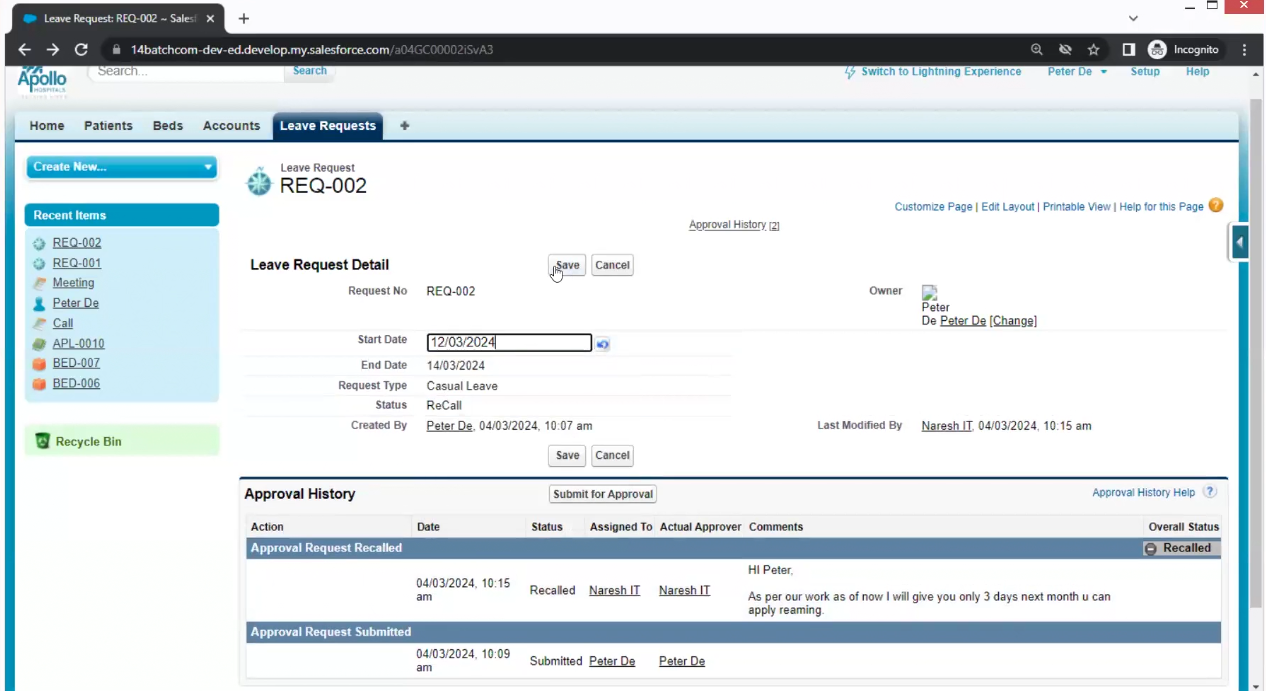 Leave Request: REQ-002 ~ Sales
14batchcom-dev-ed.develop.my.salesforce.com/a04GC00002iSvA3
Incognito
Apollo
HOSPITALS
Search...
Search
Switch to Lightning Experience
Peter De
Setup
Help
Home
Patients
Beds
Accounts
Leave Requests
Create New...
Recent Items
REQ-002
REQ-001
Meeting
Peter De
Call
APL-0010
BED-007
BED-006
Recycle Bin
Leave Request
REQ-002
Customize Page | Edit Layout | Printable View | Help for this Page
Approval History [2]
Leave Request Detail
Save
Cancel
Request No REQ-002
Owner
Peter
De Peter De [Change]
Start Date 12/03/2024
End Date 14/03/2024
Request Type Casual Leave
Status ReCall
Created By Peter De, 04/03/2024, 10:07 am
Last Modified By Naresh IT, 04/03/2024, 10:15 am
Save
Cancel
Approval History
Submit for Approval
Approval History Help
Action Date Status Assigned To Actual Approver Comments Overall Status
Approval Request Recalled
Recalled
04/03/2024, 10:15
am
Recalled
Naresh IT
Naresh IT
HI Peter,
As per our work as of now I will give you only 3 days next month u can
apply reaming.
Approval Request Submitted
04/03/2024, 10:09
am
Submitted
Peter De
Peter De